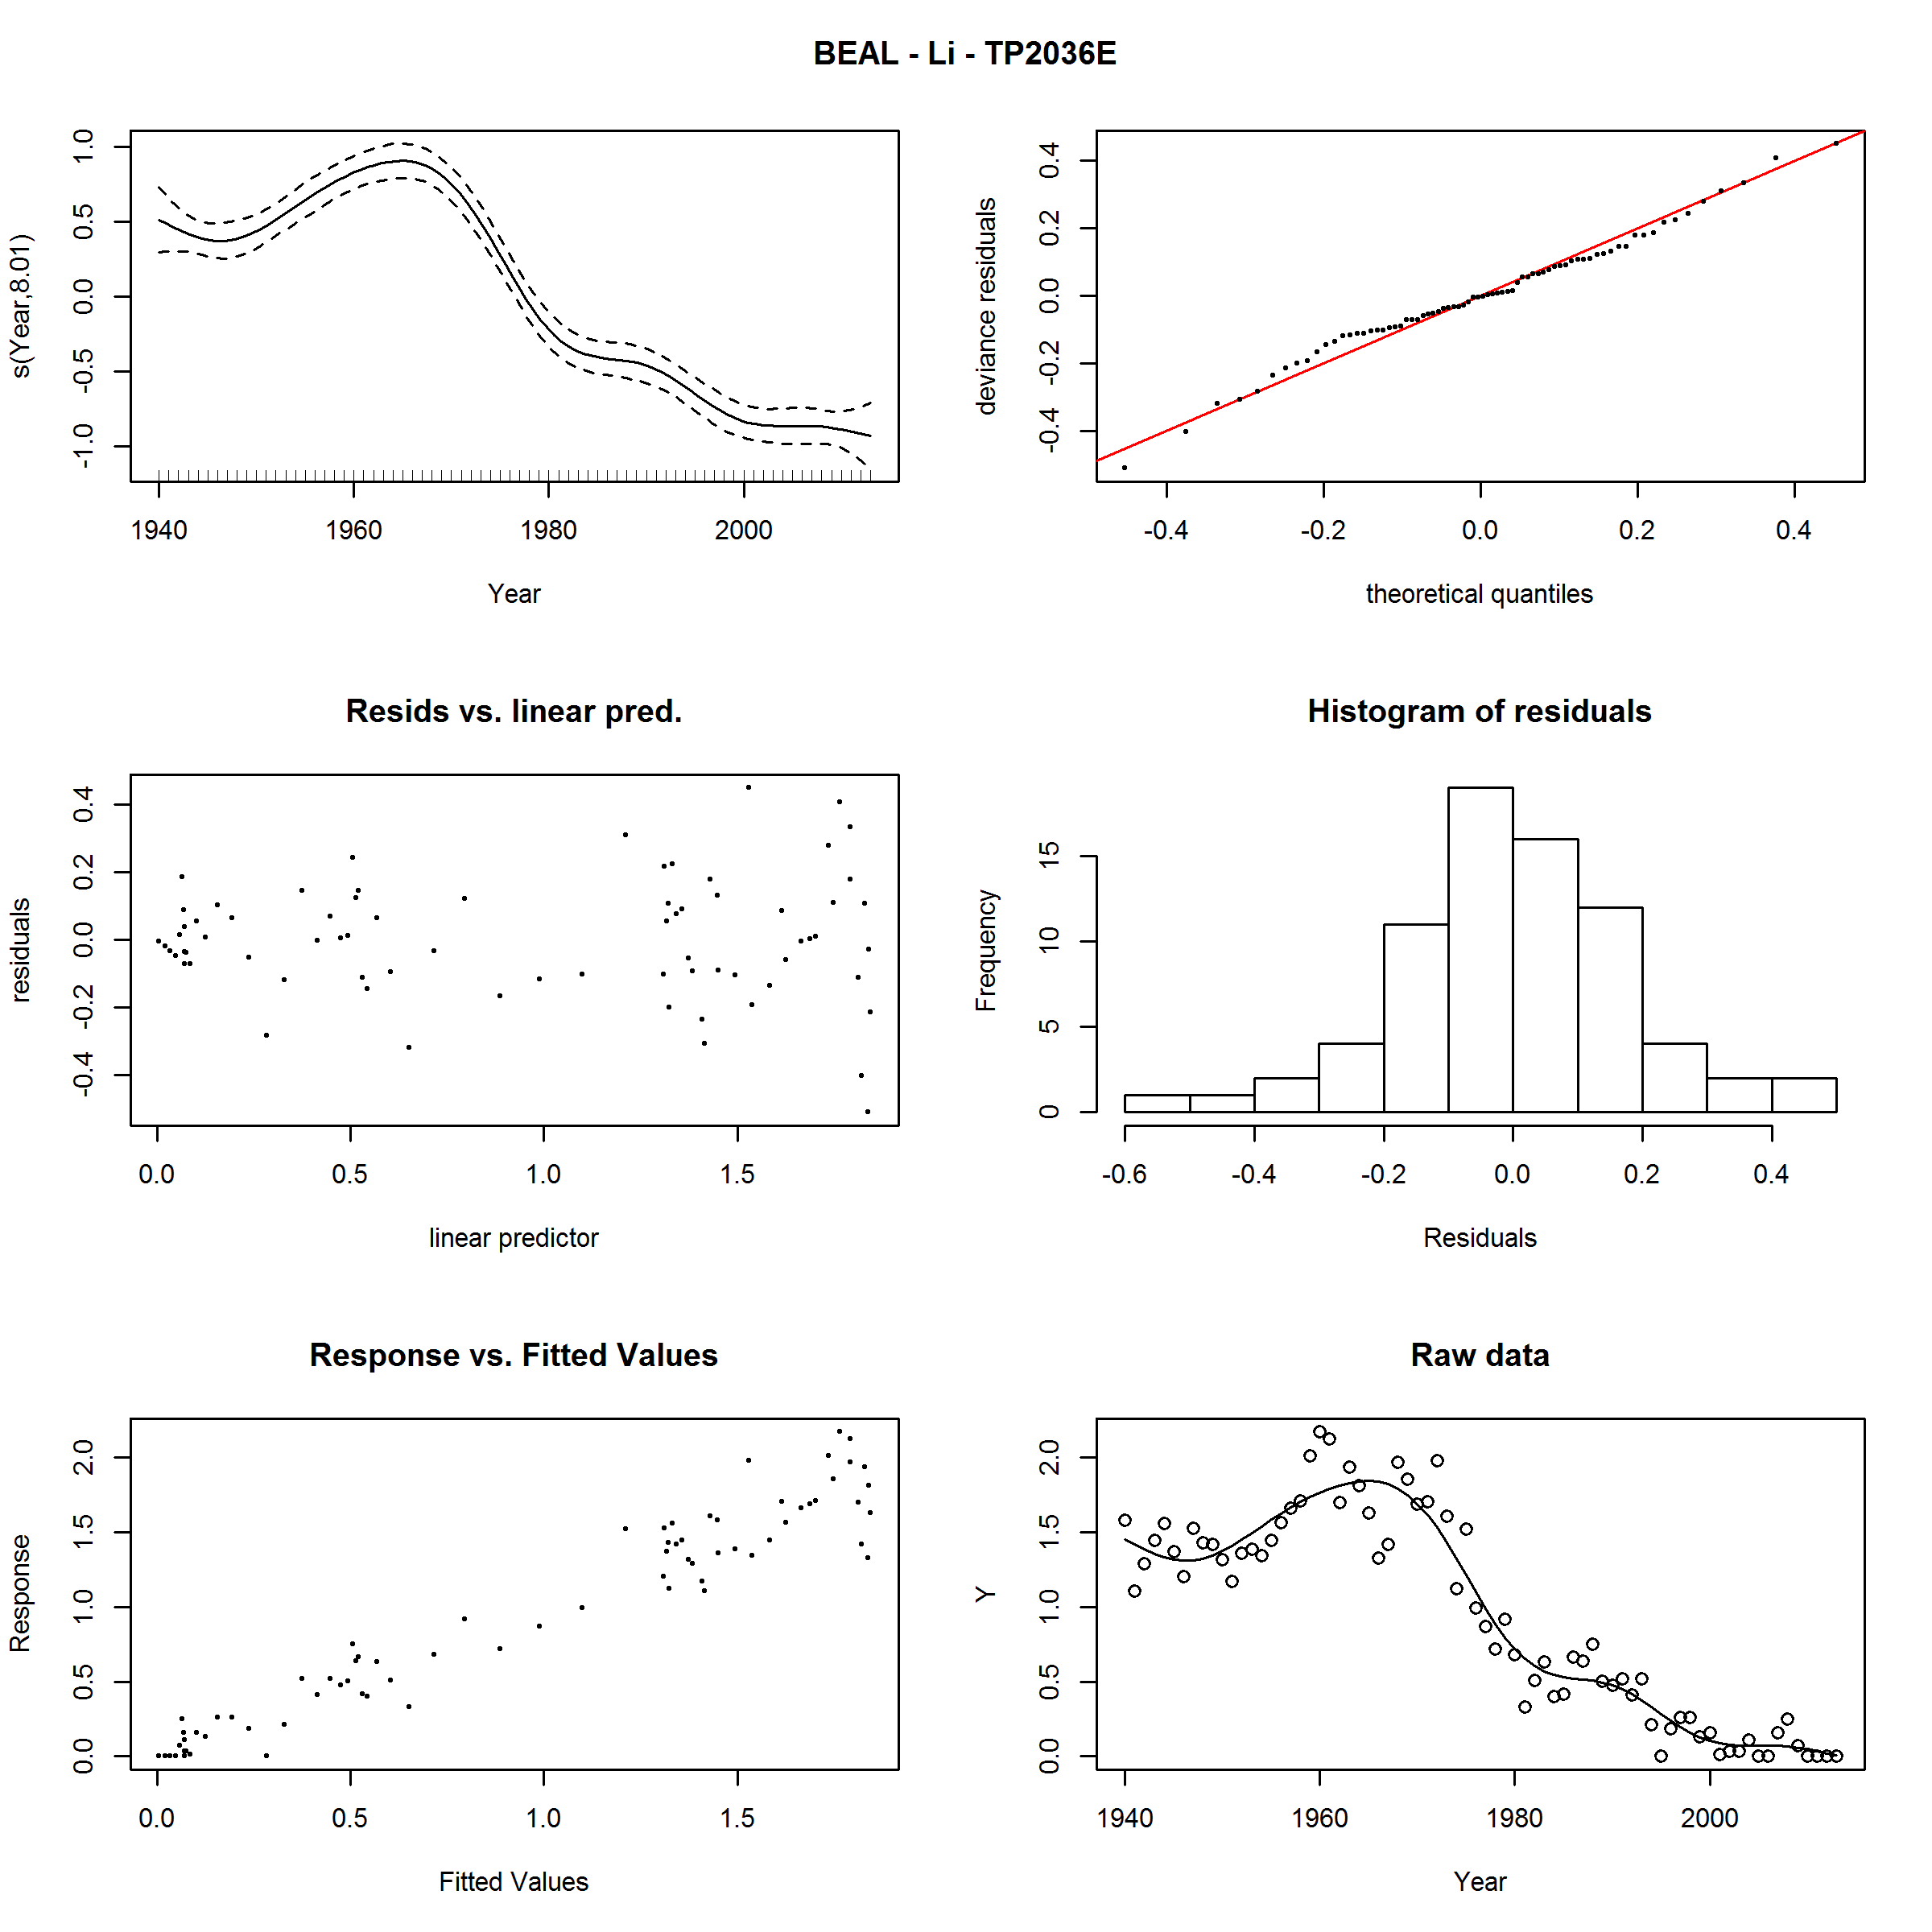 BEAL - Li - TP2036E
s(Year,8.01)
1.0
0.5
0.0
-0.5
-1.0
1940 1960 1980 2000
Year
deviance residuals
0.4
0.2
0.0
-0.2
-0.4
-0.4 -0.2 0.0 0.2 0.4
theoretical quantiles
Resids vs. linear pred.
residuals
0.4
0.2
0.0
-0.2
-0.4
0.0 0.5 1.0 1.5
linear predictor
Histogram of residuals
Frequency
15
10
5
0
-0.6 -0.4 -0.2 0.0 0.2 0.4
Residuals
Response vs. Fitted Values
Response
2.0
1.5
1.0
0.5
0.0
0.0 0.5 1.0 1.5
Fitted Values
Raw data
Y
2.0
1.5
1.0
0.5
0.0
1940 1960 1980 2000
Year